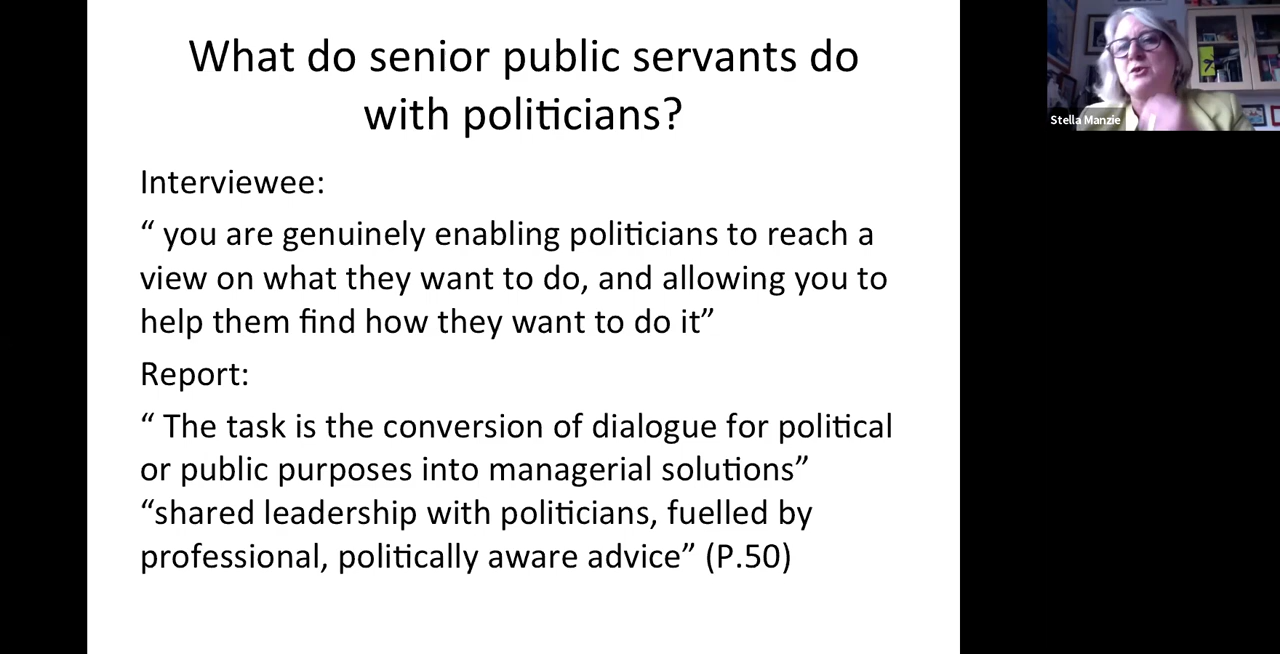 What do senior public servants do
with politicians?
Interviewee:
“ you are genuinely enabling politicians to reach a
view on what they want to do, and allowing you to
help them find how they want to do it”
Report:
“ The task is the conversion of dialogue for political
or public purposes into managerial solutions”
“shared leadership with politicians, fuelled by
professional, politically aware advice” (P.50)
Stella Manzie